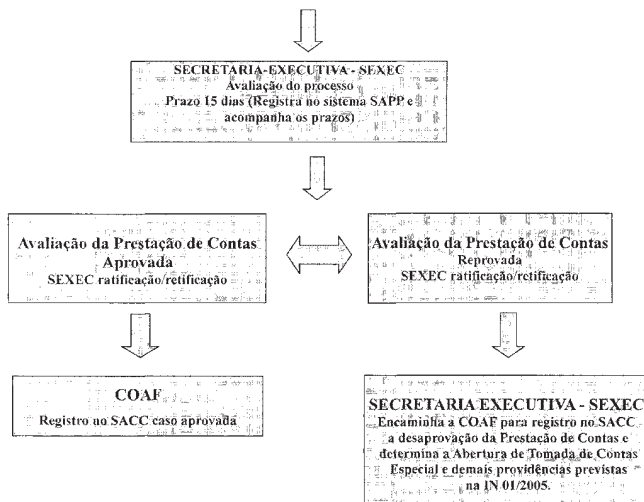 SECRETARIA-EXECUTIVA - SEXEC
Avaliação do processo
Prazo 15 dias (Registra no sistema SAPP e
acompanha os prazos)
Avaliação da Prestação de Contas
Aprovada
SEXEC ratificação/retificação
Avaliação da Prestação de Contas
Reprovada
SEXEC ratificação/retificação
COAF
Registro no SACC caso aprovada
SECRETARIA EXECUTIVA - SEXEC
Encaminha a COAF para registro no SACC
a desaprovação da Prestação de Contas e
determina a Abertura de Tomada de Contas
Especial e demais providências previstas
na IN 01/2005.